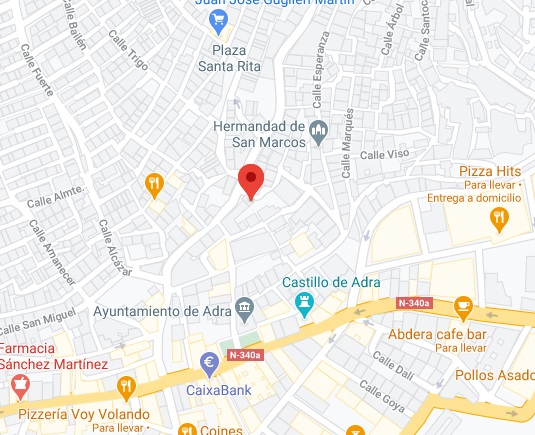 Juan José Guglieri Martín
Calle Bailén
Calle Trigo
Plaza
Santa Rita
Calle Esperanza
Calle Árbol
Calle Santoc
Calle Fuerte
Hermandad de
San Marcos
Calle Marqués
Calle Viso
Pizza Hits
Para llevar •
Entrega a domicilio
Calle Almte.
Calle Amanecer
Calle Alcázar
Castillo de Adra
Ayuntamiento de Adra
N-340a
Calle San Miguel
Abdera cafe bar
Para llevar
Farmacia
Sánchez Martínez
N-340a
CaixaBank
Calle Dalí
Pollos Asado
Calle Goya
Pizzería Voy Volando
Para llevar •
Coines